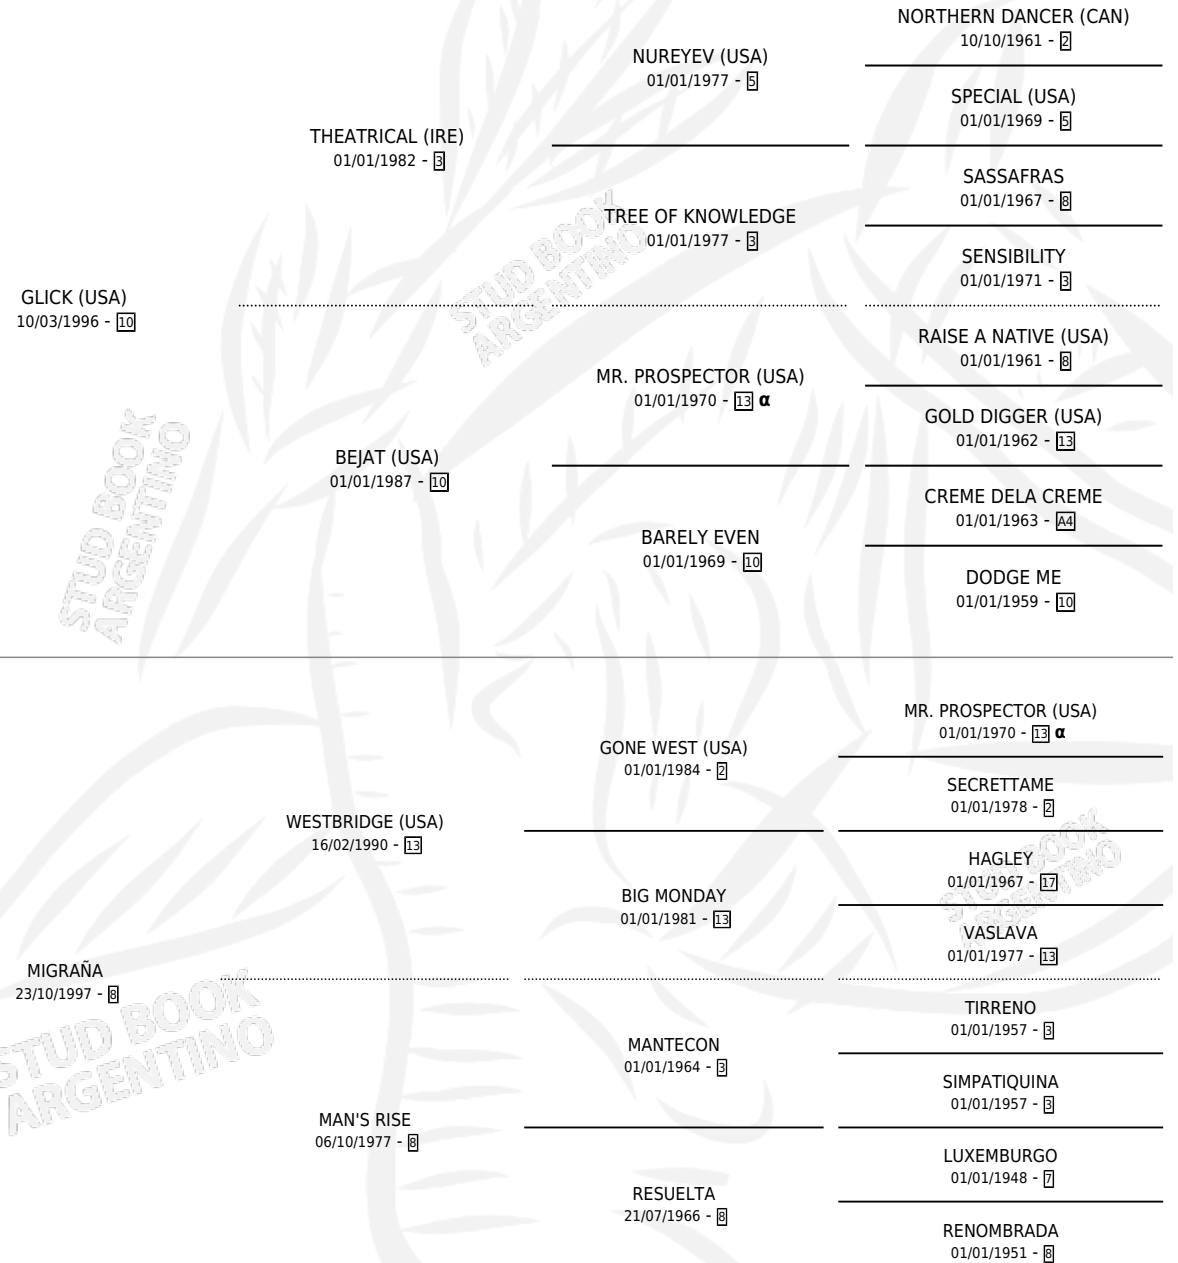 NORTHERN DANCER (CAN)
10/10/1961 - 2
NUREYEV (USA)
01/01/1977 - 5
SPECIAL (USA)
01/01/1969 - 5
THEATRICAL (IRE)
01/01/1982 - 3
SASSAFRAS
01/01/1967 - 8
TREE OF KNOWLEDGE
01/01/1977 - 3
SENSIBILITY
01/01/1971 - 3
GLICK (USA)
10/03/1996 - 10
RAISE A NATIVE (USA)
01/01/1961 - 8
MR. PROSPECTOR (USA)
01/01/1970 - 13 α
GOLD DIGGER (USA)
01/01/1962 - 13
BEJAT (USA)
01/01/1987 - 10
CREME DELA CREME
01/01/1963 - A4
BARELY EVEN
01/01/1969 - 10
DODGE ME
01/01/1959 - 10
MR. PROSPECTOR (USA)
01/01/1970 - 13 α
GONE WEST (USA)
01/01/1984 - 2
SECRETTAME
01/01/1978 - 2
WESTBRIDGE (USA)
16/02/1990 - 13
HAGLEY
01/01/1967 - 17
BIG MONDAY
01/01/1981 - 13
VASLAVA
01/01/1977 - 13
MIGRAÑA
23/10/1997 - 8
TIRRENO
01/01/1957 - 3
MANTECON
01/01/1964 - 3
SIMPATIQUINA
01/01/1957 - 3
MAN'S RISE
06/10/1977 - 8
LUXEMBURGO
01/01/1948 - 7
RESUELTA
21/07/1966 - 8
RENOMBRADA
01/01/1951 - 8
STUD BOOK
ARGENTINO
STUD BOOK
ARGENTINO
STUD BOOK
ARGENTINO
STUD BOOK
ARGENTINO